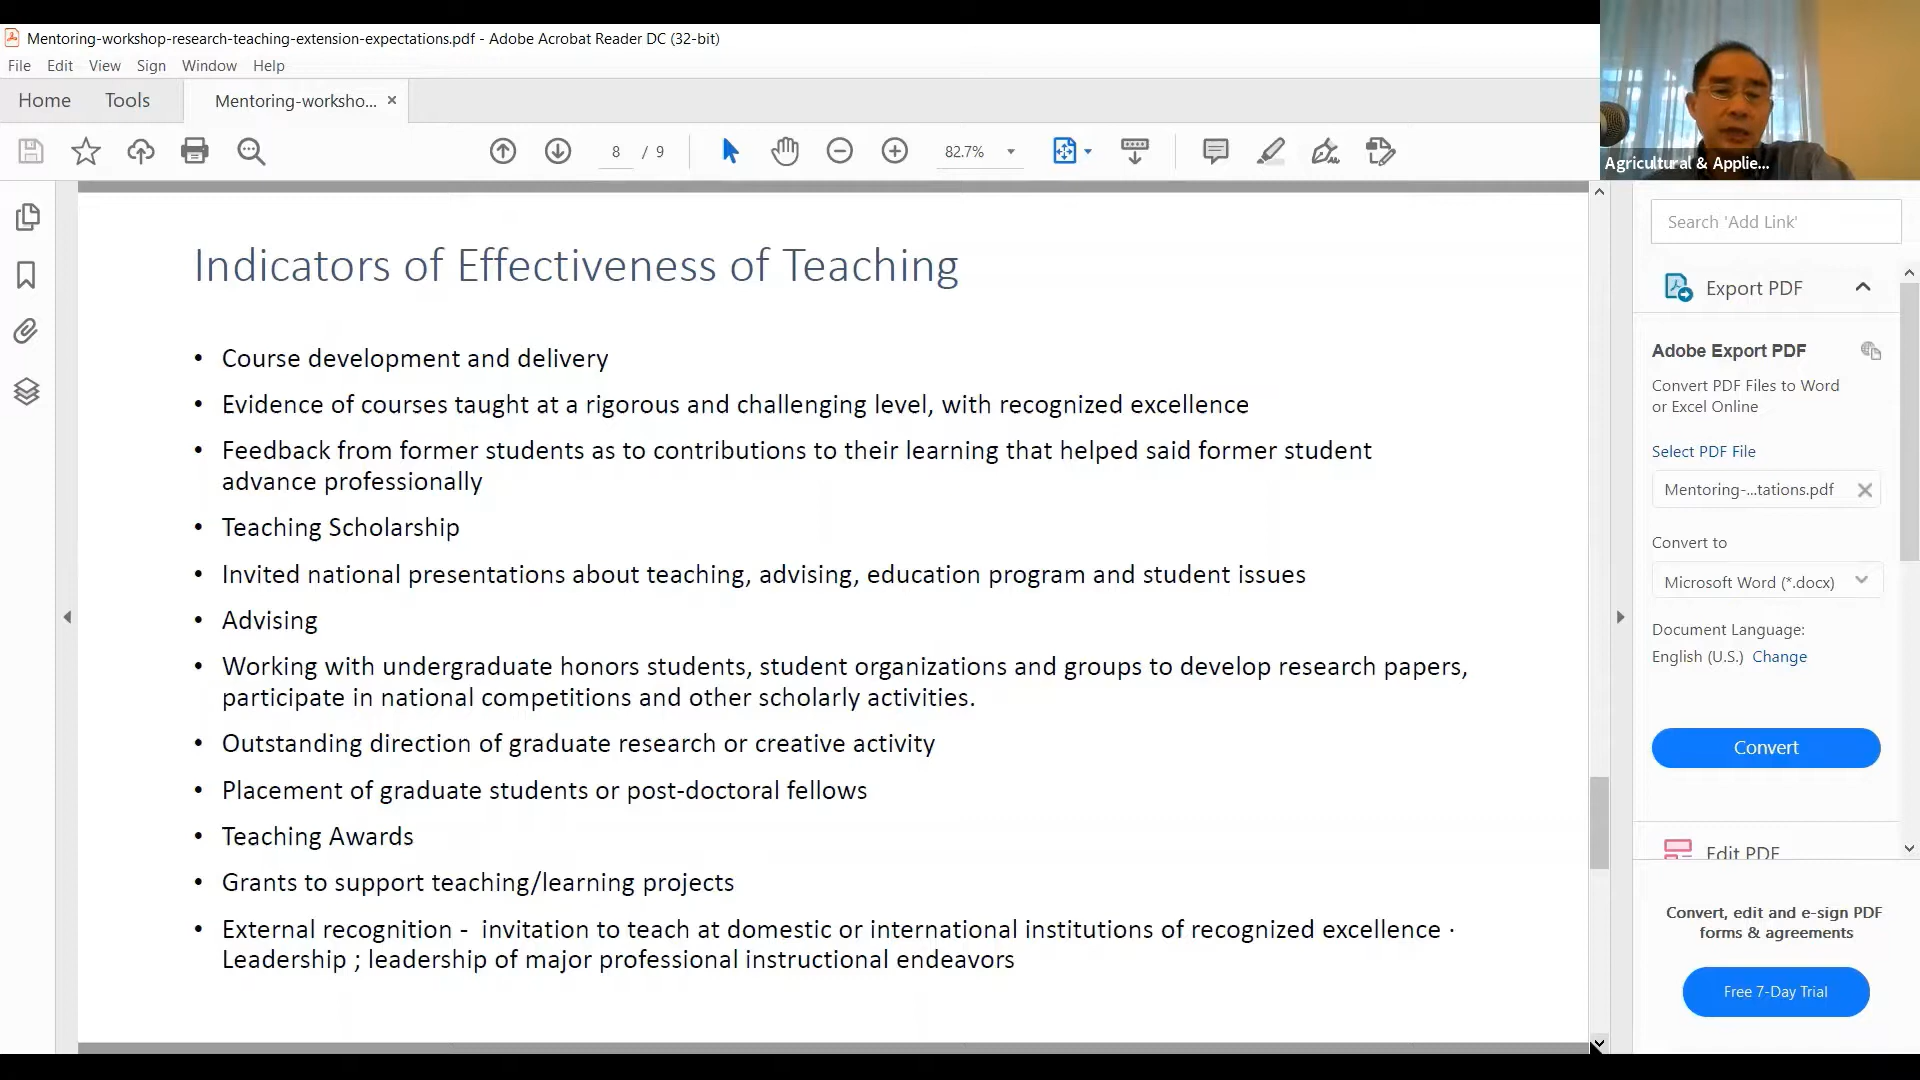 Mentoring-workshop-research-teaching-extension-expectations.pdf - Adobe Acrobat Reader DC (32-bit)
File Edit View Sign Window Help
Home Tools Mentoring-worksho... ×
8 / 9 82.7%
Agricultural & Applie...
Indicators of Effectiveness of Teaching
• Course development and delivery
• Evidence of courses taught at a rigorous and challenging level, with recognized excellence
• Feedback from former students as to contributions to their learning that helped said former student
advance professionally
• Teaching Scholarship
• Invited national presentations about teaching, advising, education program and student issues
• Advising
• Working with undergraduate honors students, student organizations and groups to develop research papers,
participate in national competitions and other scholarly activities.
• Outstanding direction of graduate research or creative activity
• Placement of graduate students or post-doctoral fellows
• Teaching Awards
• Grants to support teaching/learning projects
• External recognition - invitation to teach at domestic or international institutions of recognized excellence ·
Leadership ; leadership of major professional instructional endeavors
Search 'Add Link'
Export PDF
Adobe Export PDF
Convert PDF Files to Word
or Excel Online
Select PDF File
Mentoring-...tations.pdf
Convert to
Microsoft Word (*.docx)
Document Language:
English (U.S.) Change
Convert
Edit PDF
Convert, edit and e-sign PDF
forms & agreements
Free 7-Day Trial